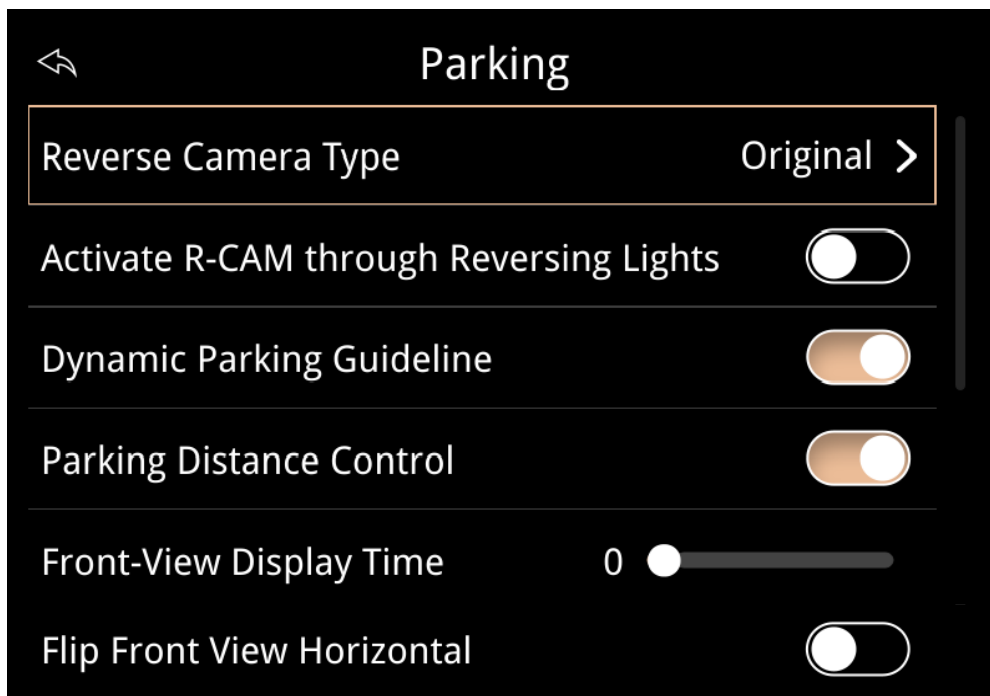 Parking
Reverse Camera Type Original
Activate R-CAM through Reversing Lights
Dynamic Parking Guideline
Parking Distance Control
Front-View Display Time 0
Flip Front View Horizontal